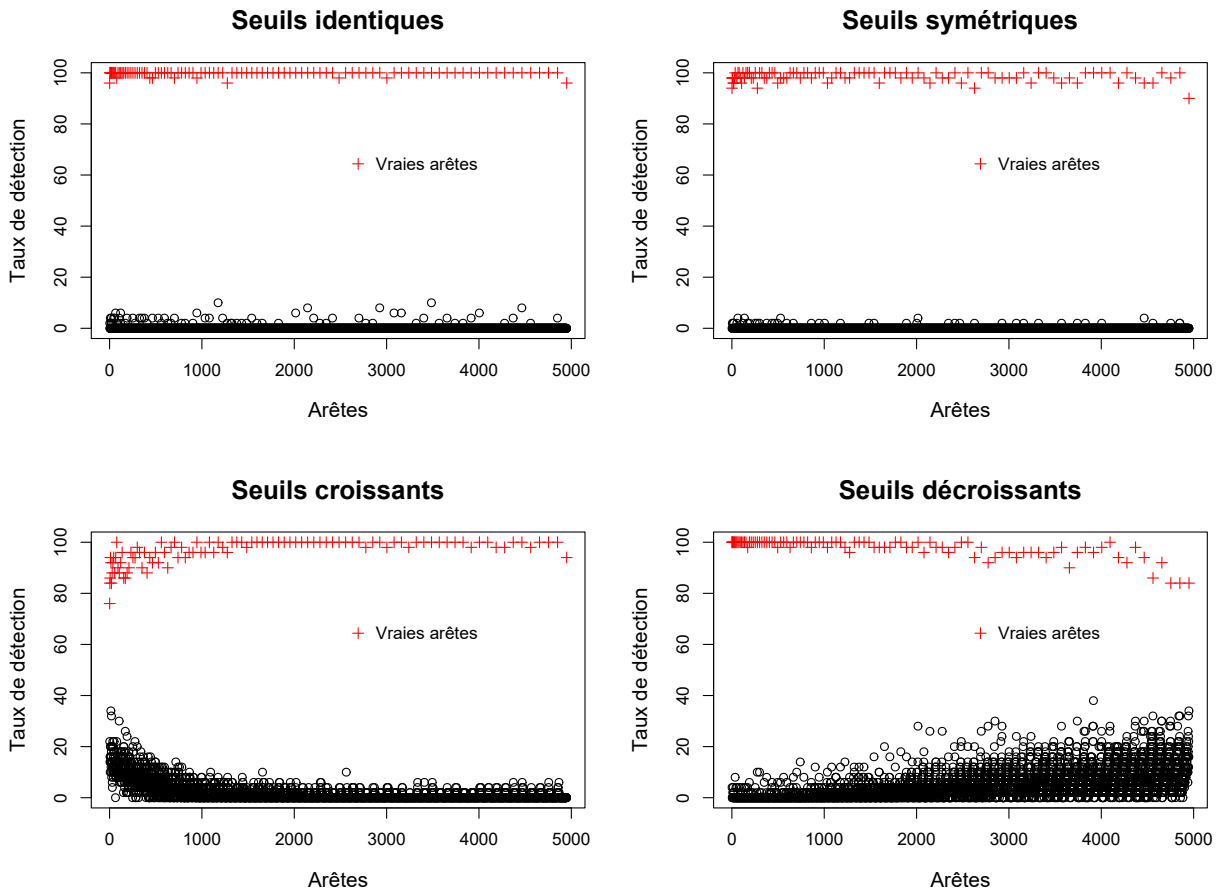 Seuils identiques
Taux de détection
100
80
60
40
20
0
Vraies arêtes
0 1000 2000 3000 4000 5000
Arêtes
Seuils symétriques
Taux de détection
100
80
60
40
20
0
Vraies arêtes
0 1000 2000 3000 4000 5000
Arêtes
Seuils croissants
Taux de détection
100
80
60
40
20
0
Vraies arêtes
0 1000 2000 3000 4000 5000
Arêtes
Seuils décroissants
Taux de détection
100
80
60
40
20
0
Vraies arêtes
0 1000 2000 3000 4000 5000
Arêtes